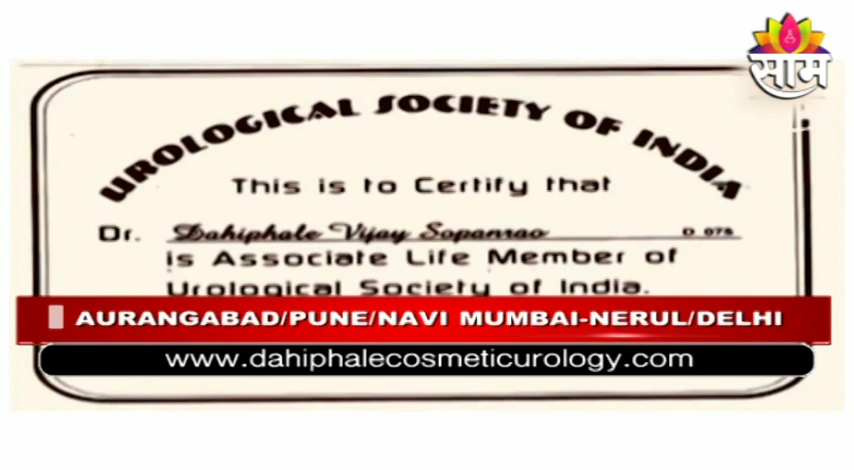 साम
UROLOGICAL SOCIETY OF INDIA
This is to Certify that
Dr. Dahiphale Vijay Sopanrao D 075
is Associate Life Member of
Urological Society of India.
AURANGABAD/PUNE/NAVI MUMBAI-NERUL/DELHI
www.dahiphalecosmeticurology.com